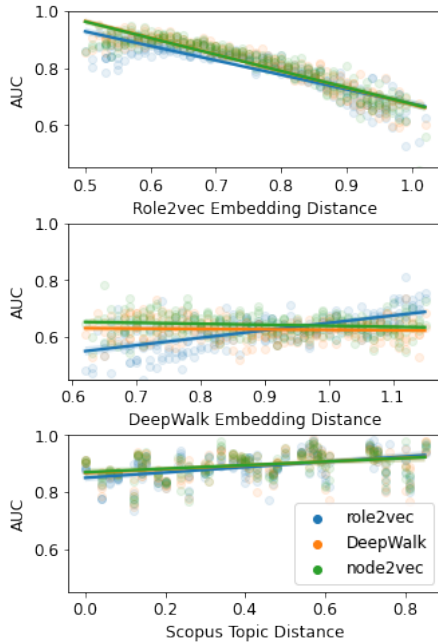 1.0
0.8
0.6
AUC
0.5 0.6 0.7 0.8 0.9 1.0
Role2vec Embedding Distance
1.0
0.8
0.6
AUC
0.6 0.7 0.8 0.9 1.0 1.1
DeepWalk Embedding Distance
1.0
0.8
0.6
AUC
role2vec
DeepWalk
node2vec
0.0 0.2 0.4 0.6 0.8
Scopus Topic Distance